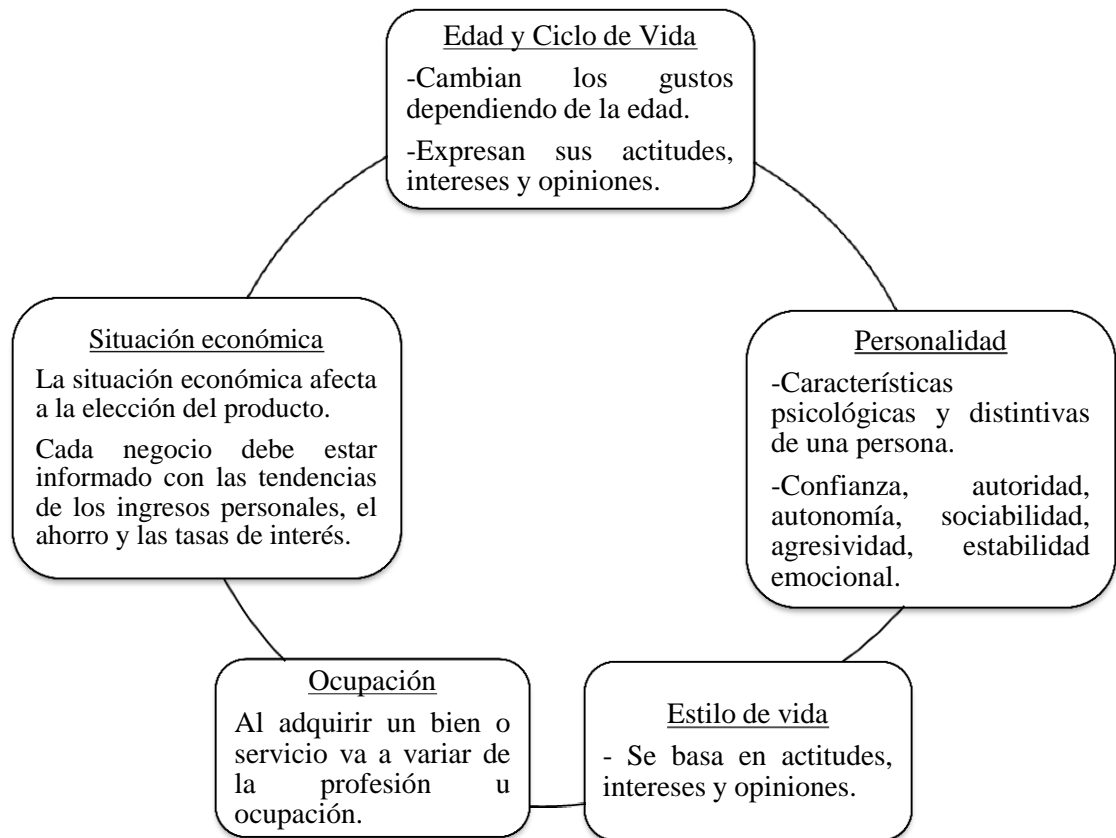 Edad y Ciclo de Vida
-Cambian los gustos
dependiendo de la edad.
-Expresan sus actitudes,
intereses y opiniones.
Personalidad
-Características
psicológicas y distintivas
de una persona.
-Confianza, autoridad,
autonomía, sociabilidad,
agresividad, estabilidad
emocional.
Estilo de vida
- Se basa en actitudes,
intereses y opiniones.
Ocupación
Al adquirir un bien o
servicio va a variar de
la profesión u
ocupación.
Situación económica
La situación económica afecta
a la elección del producto.
Cada negocio debe estar
informado con las tendencias
de los ingresos personales, el
ahorro y las tasas de interés.